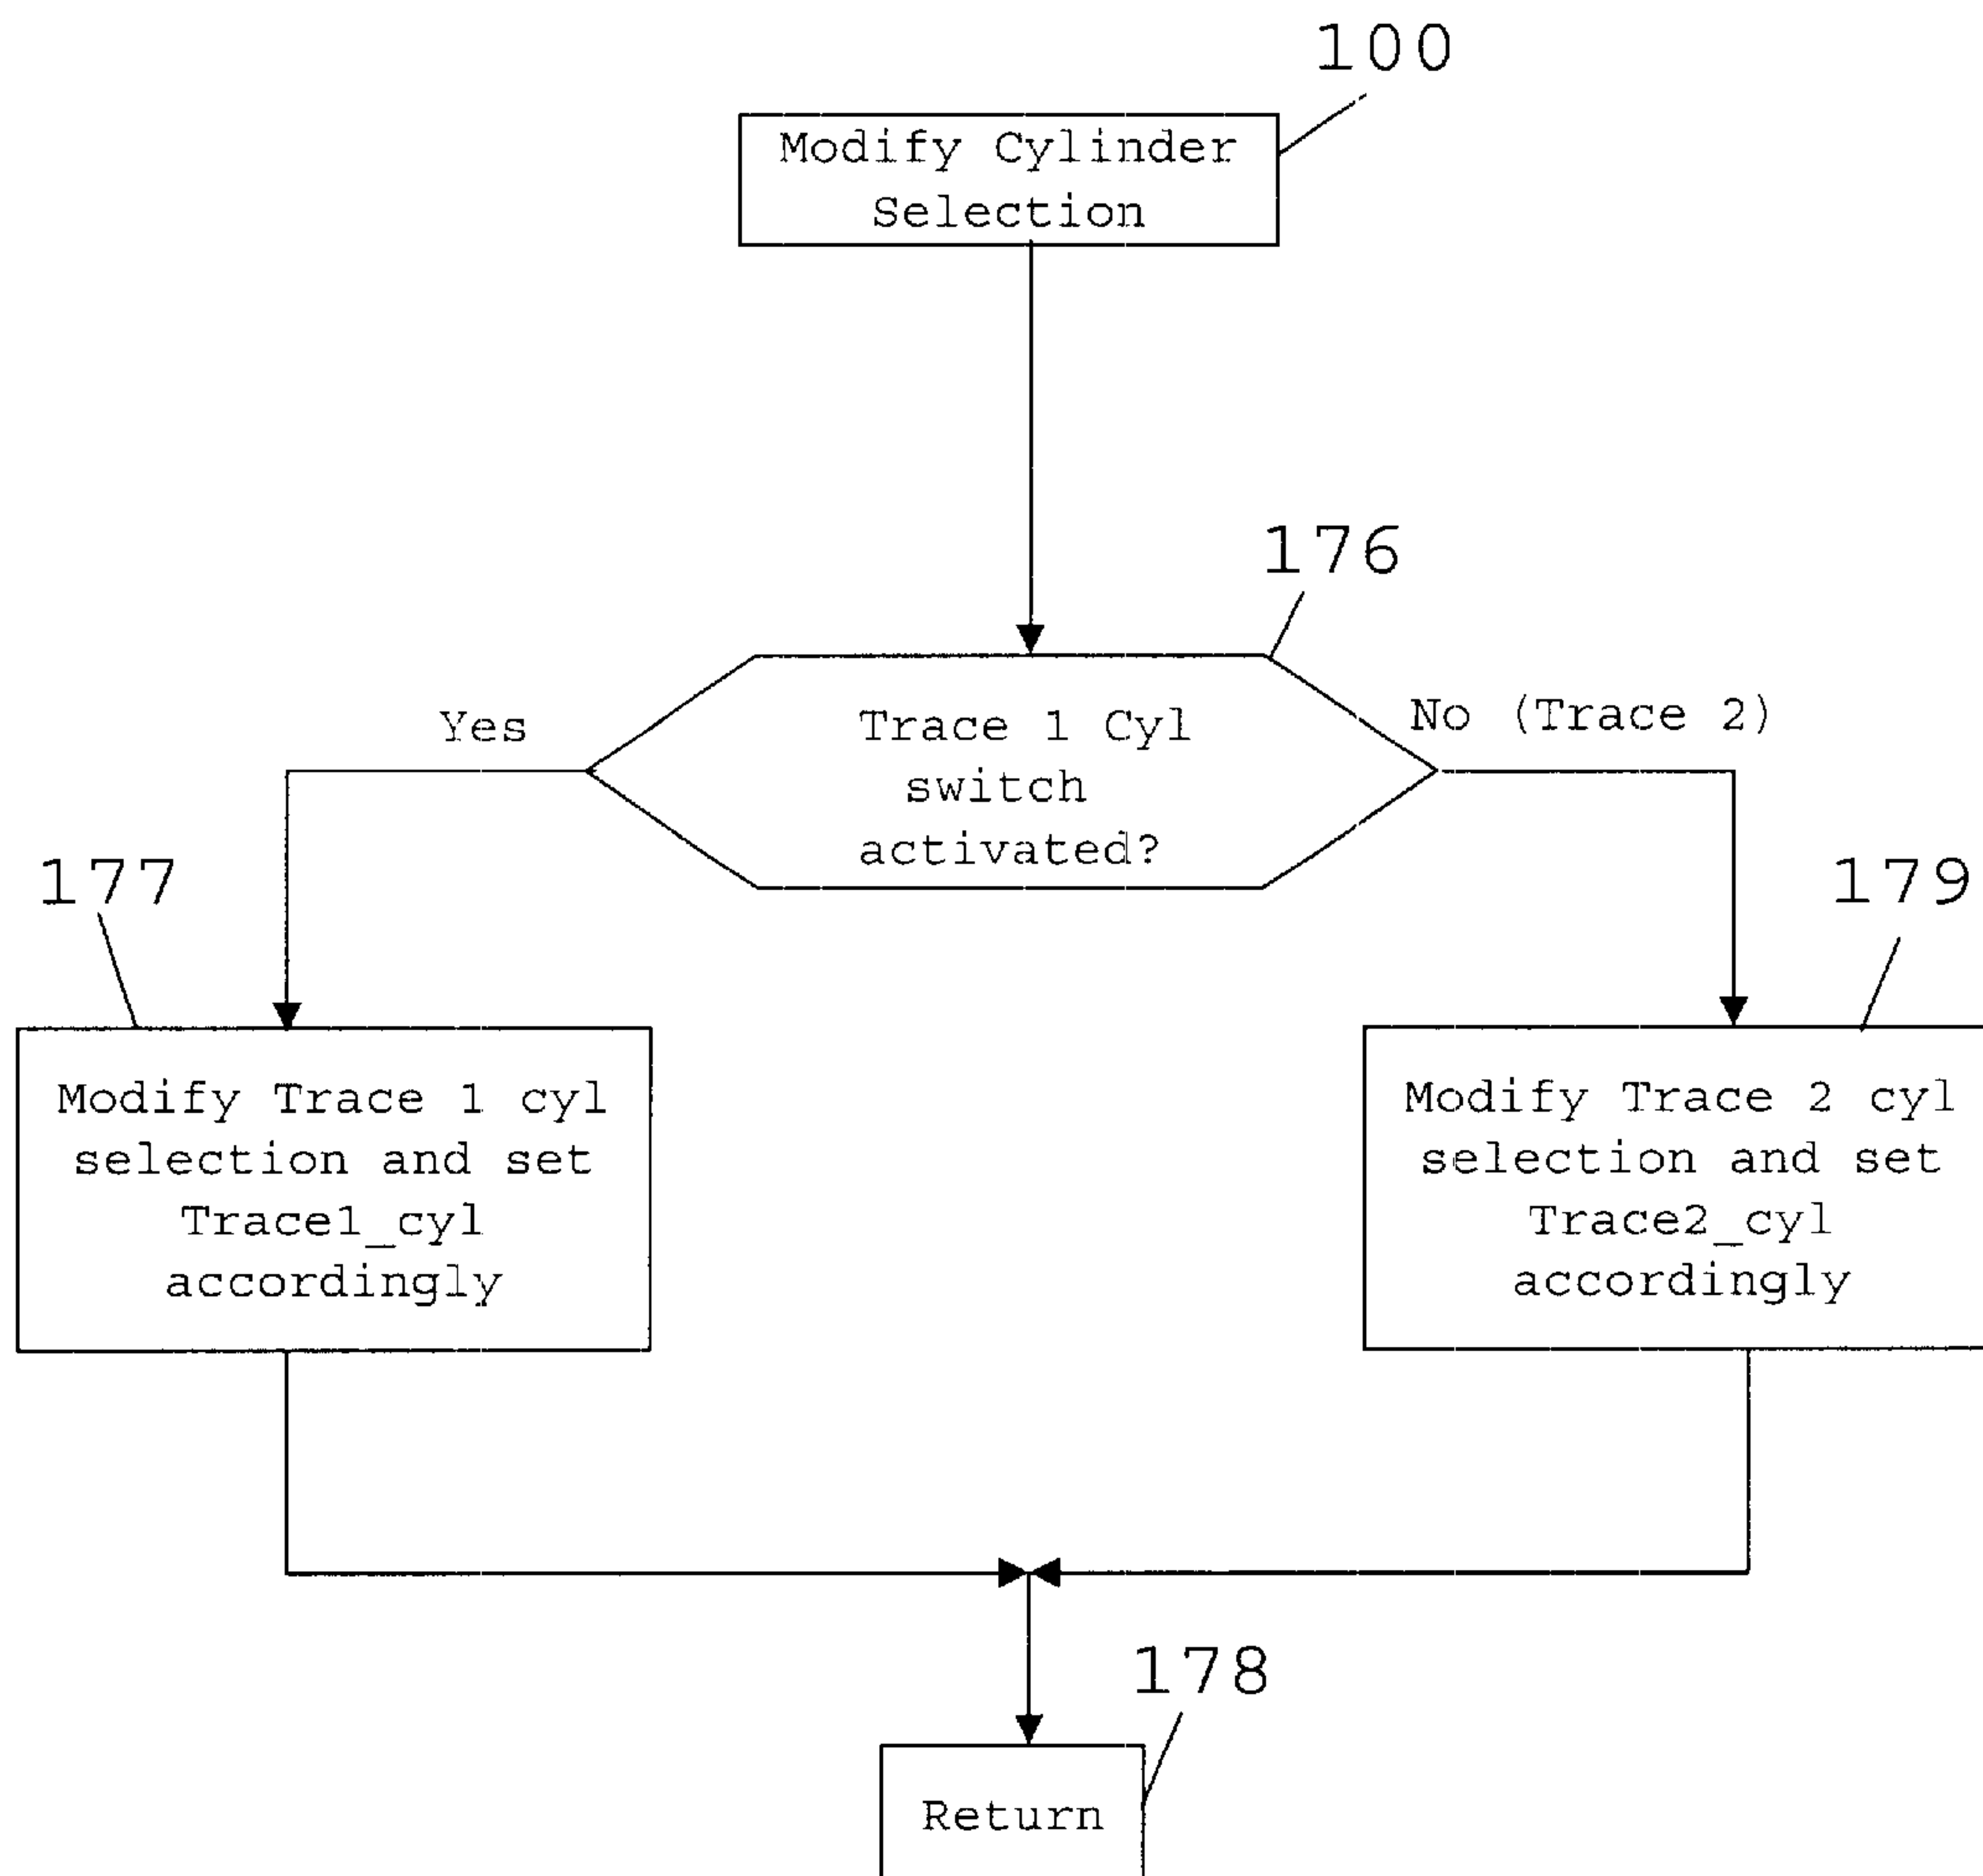 100
Modify Cylinder
Selection
176
Yes
Trace 1 Cyl
switch
activated?
No (Trace 2)
177
179
Modify Trace 1 cyl
selection and set
Trace1_cyl
accordingly
Modify Trace 2 cyl
selection and set
Trace2_cyl
accordingly
178
Return